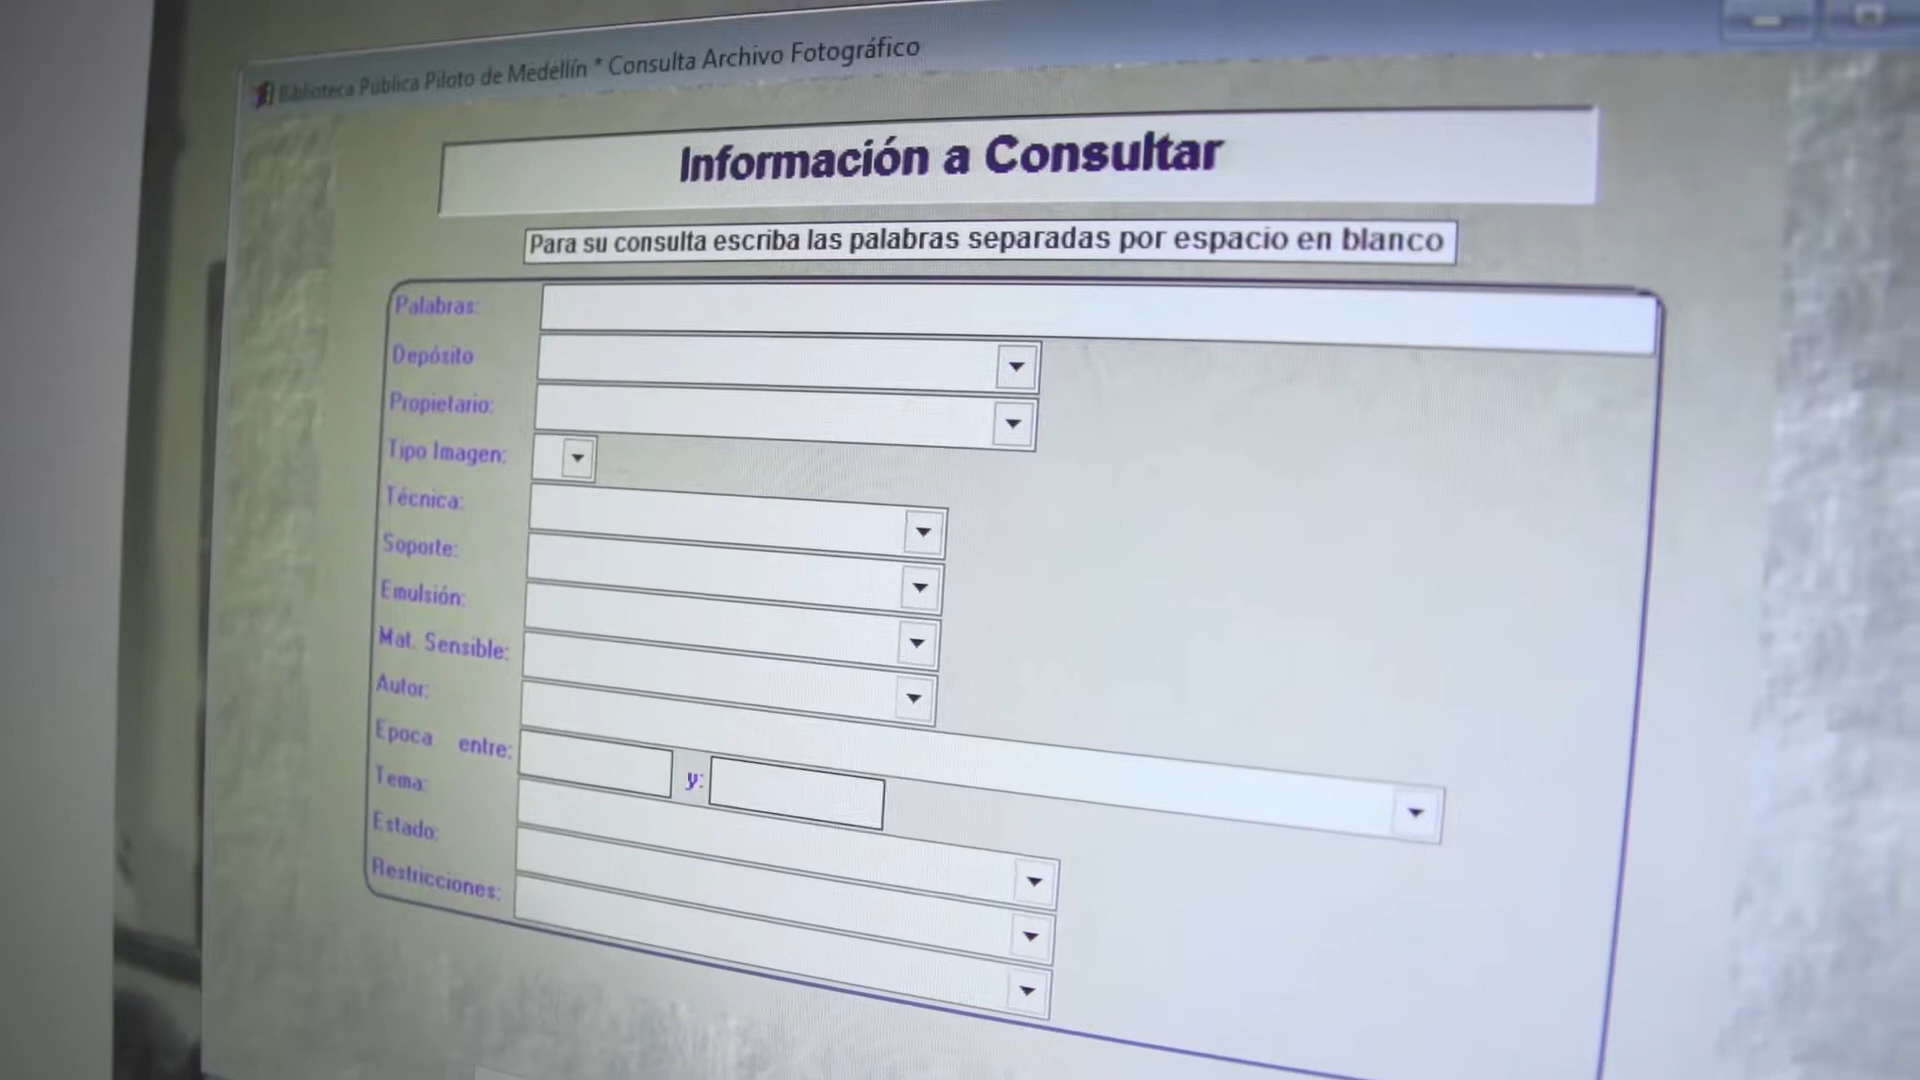 Biblioteca Pública Piloto de Medellín * Consulta Archivo Fotográfico
Información a Consultar
Para su consulta escriba las palabras separadas por espacio en blanco
Palabras:
Depósito
Propietario:
Tipo Imagen:
Técnica:
Soporte:
Emulsión:
Mat. Sensible:
Autor:
Epoca entre: y:
Tema:
Estado:
Restricciones: